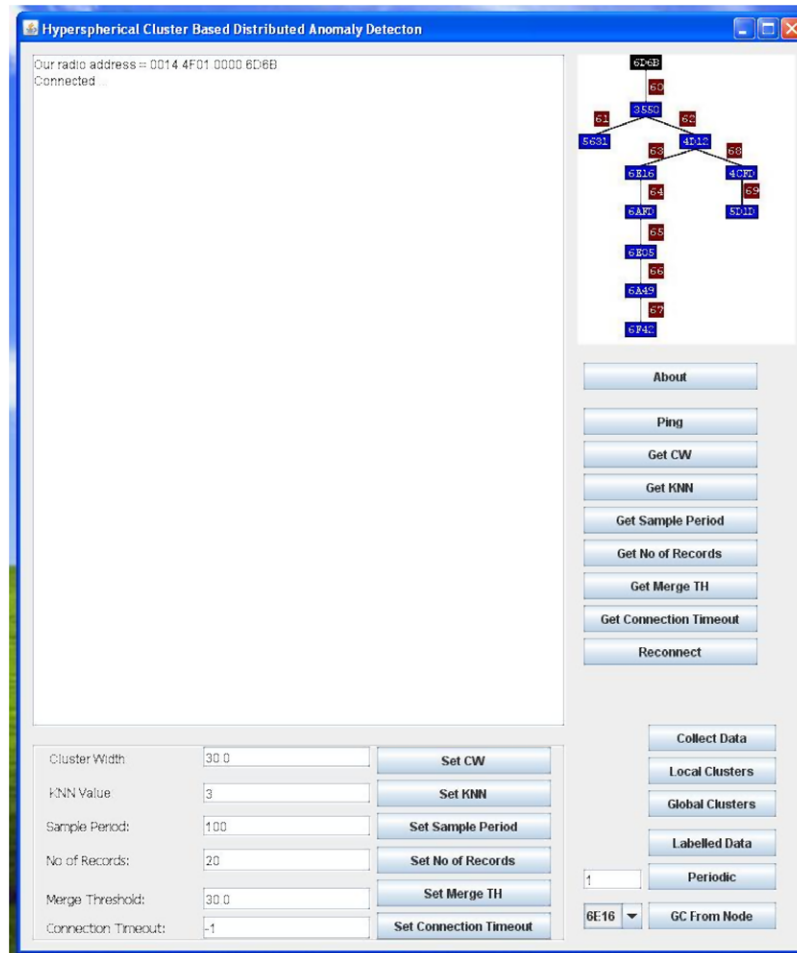 Hyperspherical Cluster Based Distributed Anomaly Detecton
Our radio address = 0014.4F01.0000.6D6B
Connected...
6D6B
60
3550
61
62
5631
4D12
63
68
6E16
4CFD
64
69
6AFD
5D1D
65
6E05
66
6A49
67
6F42
About
Ping
Get CW
Get KNN
Get Sample Period
Get No of Records
Get Merge TH
Get Connection Timeout
Reconnect
Collect Data
Local Clusters
Global Clusters
Labelled Data
1
Periodic
6E16
GC From Node
Cluster Width:
30.0
Set CW
KNN Value:
3
Set KNN
Sample Period:
100
Set Sample Period
No of Records:
20
Set No of Records
Merge Threshold:
30.0
Set Merge TH
Connection Timeout:
-1
Set Connection Timeout